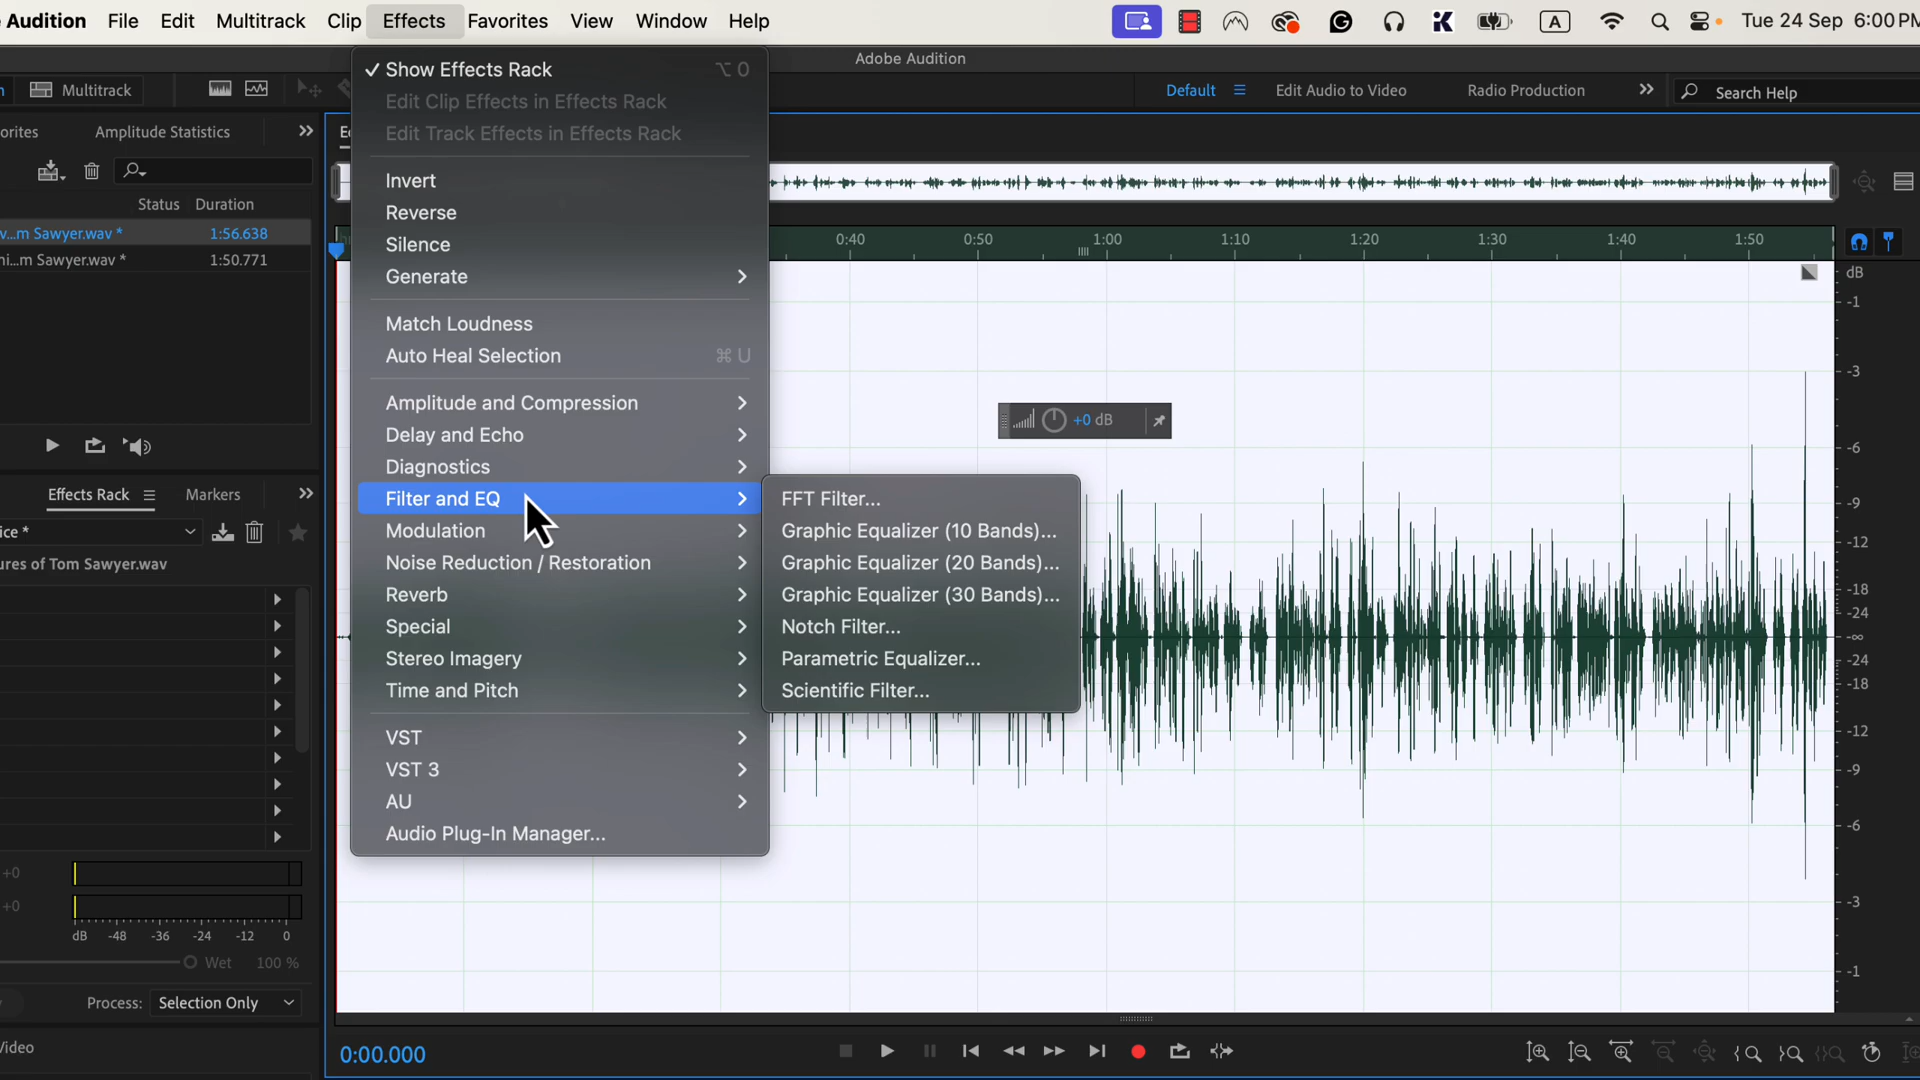 Audition File Edit Multitrack Clip Effects Favorites View Window Help
A
Tue 24 Sep 6:00PM
Adobe Audition
Multitrack
Default
Edit Audio to Video
Radio Production
Search Help
Amplitude Statistics
Status Duration
v...m Sawyer.wav * 1:56.638
ni...m Sawyer.wav * 1:50.771
Effects Rack
Markers
ice *
ures of Tom Sawyer.wav
+0
+0
dB -48 -36 -24 -12 0
Wet 100 %
Process: Selection Only
Video
✓ Show Effects Rack ⌥ 0
Edit Clip Effects in Effects Rack
Edit Track Effects in Effects Rack
Invert
Reverse
Silence
Generate
Match Loudness
Auto Heal Selection ⌘ U
Amplitude and Compression
Delay and Echo
Diagnostics
Filter and EQ
Modulation
Noise Reduction / Restoration
Reverb
Special
Stereo Imagery
Time and Pitch
VST
VST 3
AU
Audio Plug-In Manager...
FFT Filter...
Graphic Equalizer (10 Bands)...
Graphic Equalizer (20 Bands)...
Graphic Equalizer (30 Bands)...
Notch Filter...
Parametric Equalizer...
Scientific Filter...
0:40 0:50 1:00 1:10 1:20 1:30 1:40 1:50
+0 dB
dB
-1
-3
-6
-9
-12
-18
-24
-∞
-24
-18
-12
-9
-6
-3
-1
0:00.000